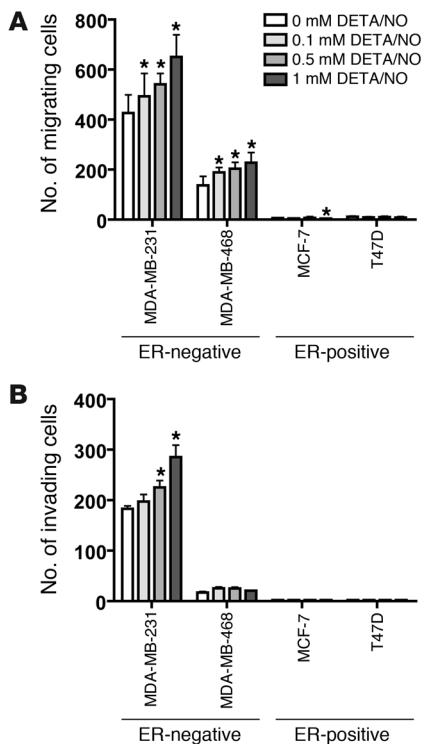 A
0 mM DETA/NO
0.1 mM DETA/NO
0.5 mM DETA/NO
1 mM DETA/NO
No. of migrating cells
800
600
400
200
0
* * *
* * *
*
MDA-MB-231
MDA-MB-468
MCF-7
T47D
ER-negative
ER-positive
B
No. of invading cells
400
300
200
100
0
* *
MDA-MB-231
MDA-MB-468
MCF-7
T47D
ER-negative
ER-positive